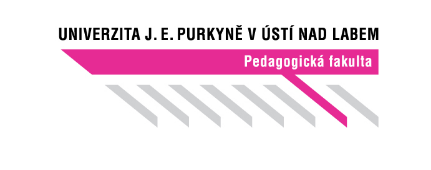 UNIVERZITA J. E. PURKYNĚ V ÚSTÍ NAD LABEM
Pedagogická fakulta